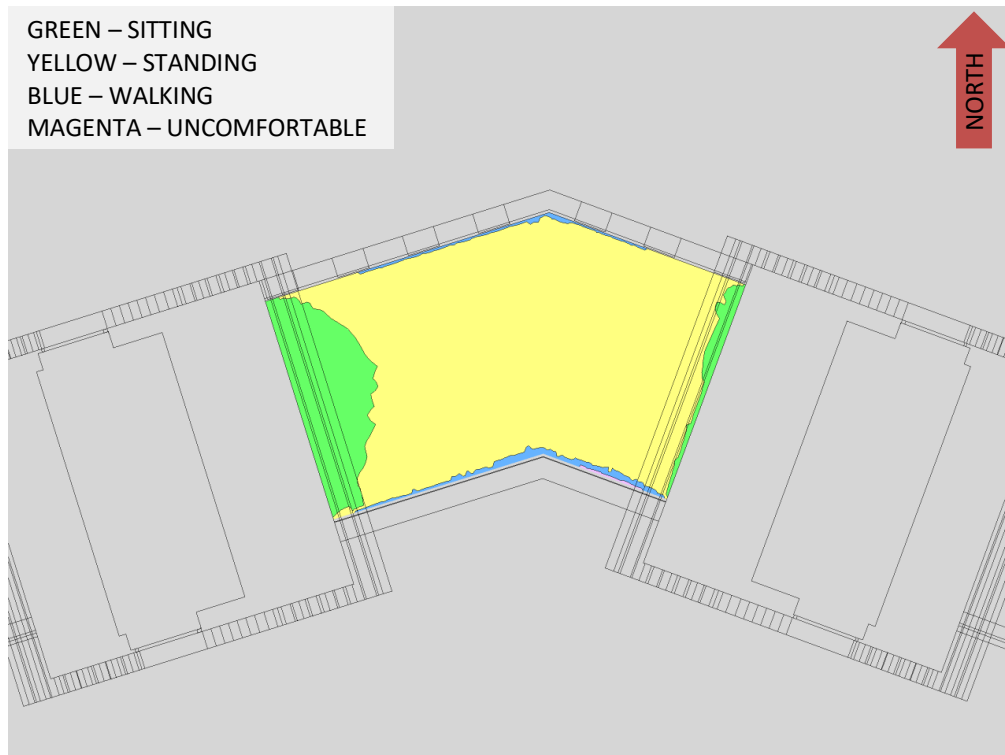 GREEN – SITTING
YELLOW – STANDING
BLUE – WALKING
MAGENTA – UNCOMFORTABLE
NORTH